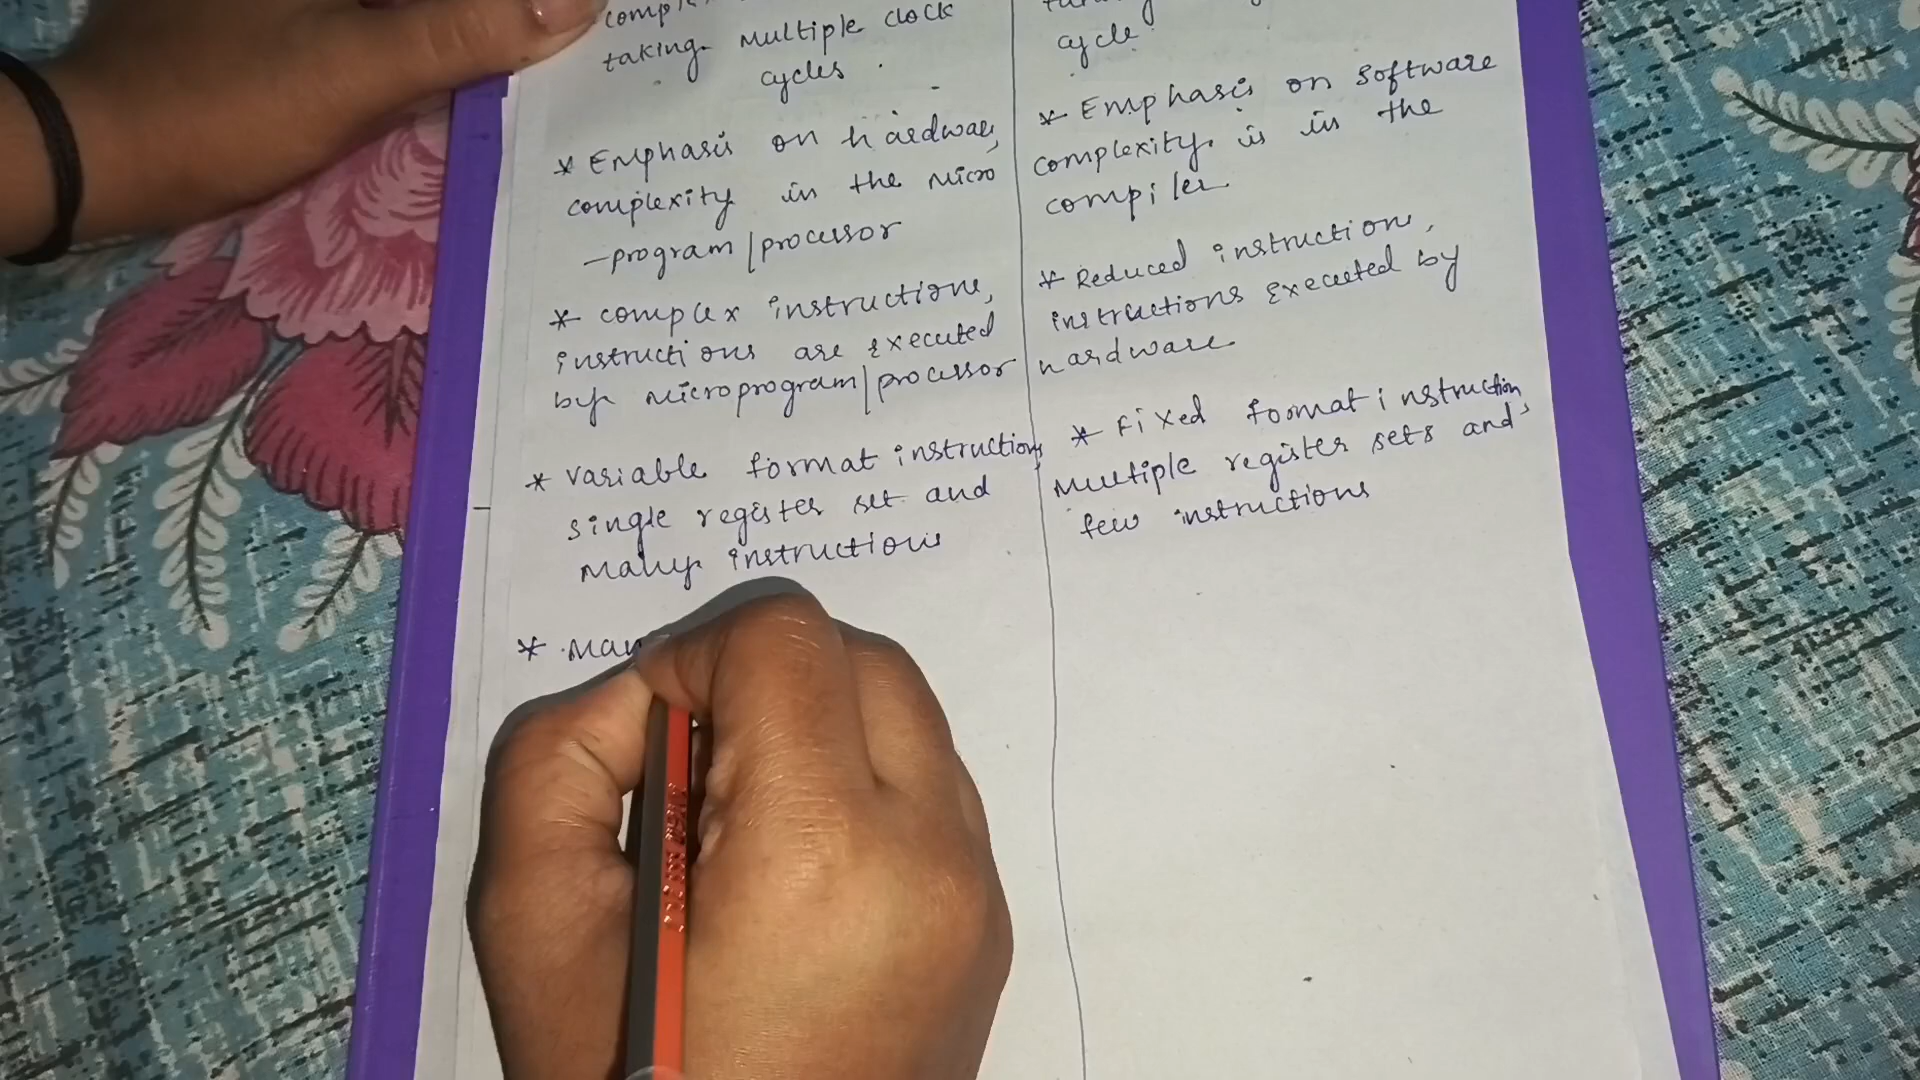 taking multiple clock
cycles.
* Emphasis on hardware,
complexity in the micro
-program/processor
* complex instructions,
instructions are executed
by microprogram/processor
* variable format instructions
single register set and
many instructions
* Man
cycle.
* Emphasis on software
complexity is in the
compiler
* Reduced instructions,
instructions executed by
hardware
* Fixed format instruction,
Multiple register sets and
few instructions